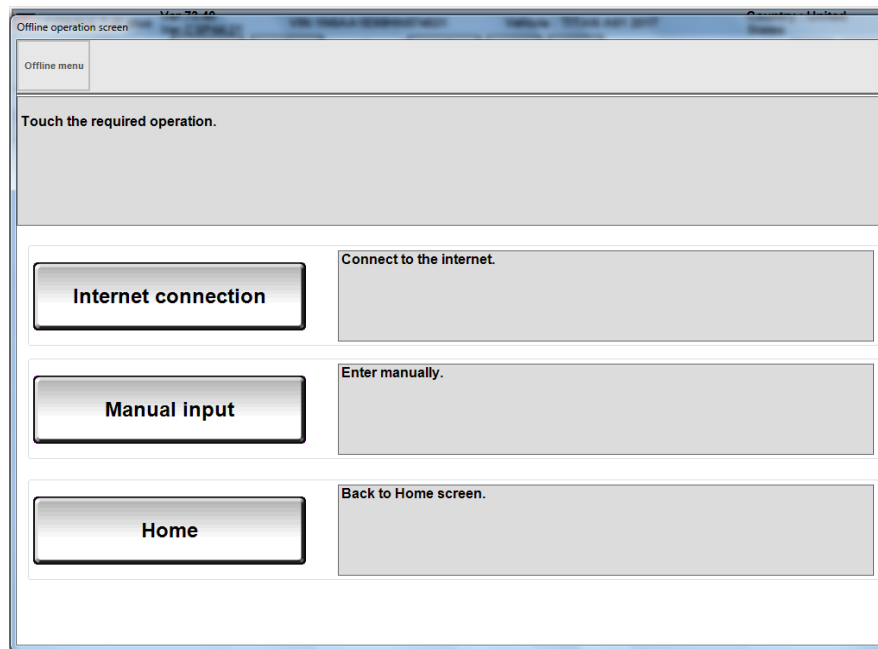 Offline operation screen
Offline menu
Touch the required operation.
Internet connection
Connect to the internet.
Manual input
Enter manually.
Home
Back to Home screen.